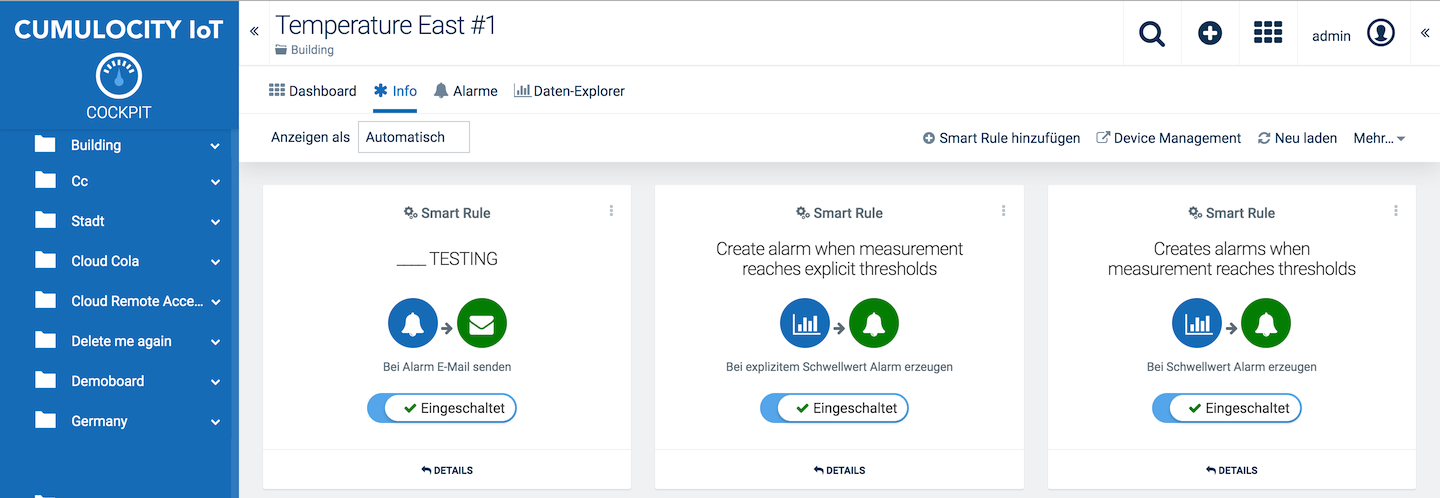 CUMULOCITY IoT
COCKPIT
Building
Cc
Stadt
Cloud Cola
Cloud Remote Acce...
Delete me again
Demoboard
Germany
Temperature East #1
Building
admin
Dashboard
Info
Alarme
Daten-Explorer
Anzeigen als
Automatisch
Smart Rule hinzufügen
Device Management
Neu laden
Mehr...
Smart Rule
____ TESTING
Bei Alarm E-Mail senden
Eingeschaltet
DETAILS
Smart Rule
Create alarm when measurement
reaches explicit thresholds
Bei explizitem Schwellwert Alarm erzeugen
Eingeschaltet
DETAILS
Smart Rule
Creates alarms when
measurement reaches thresholds
Bei Schwellwert Alarm erzeugen
Eingeschaltet
DETAILS